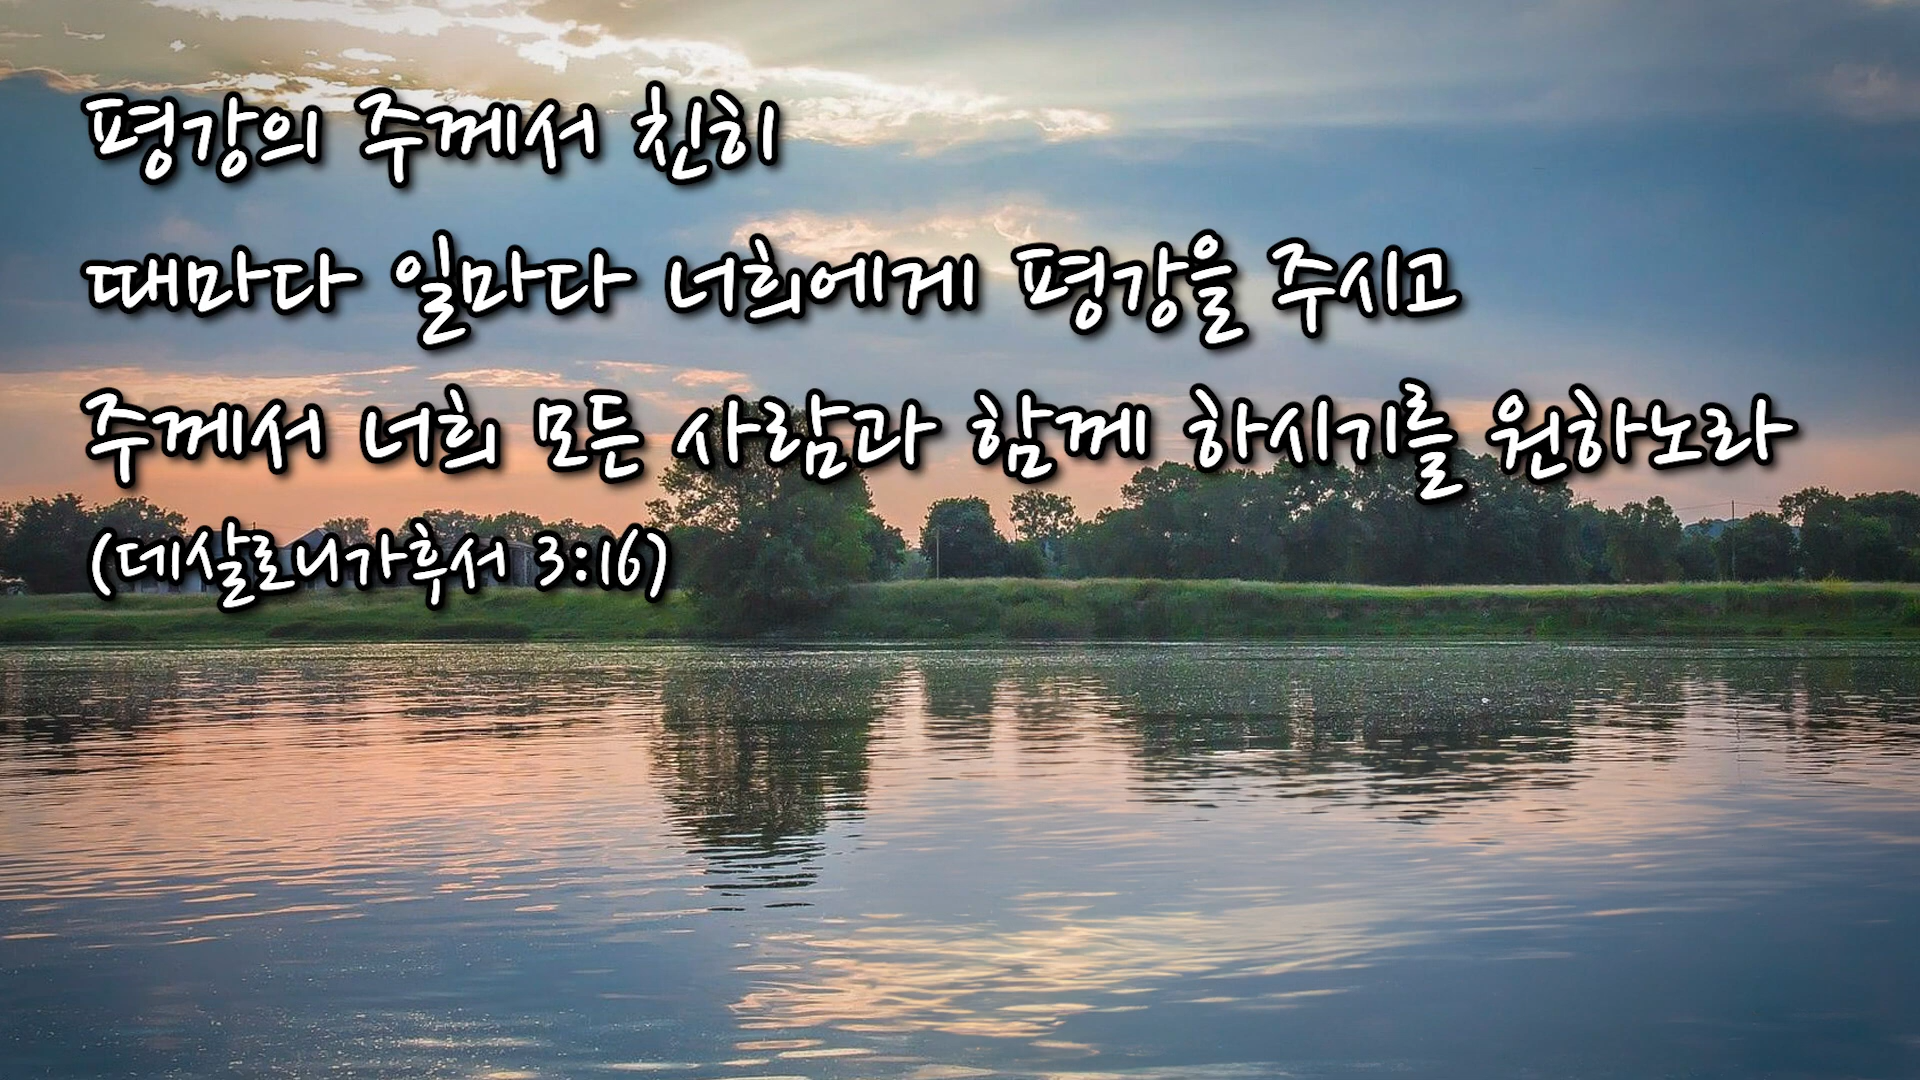 평강의 주께서 친히
때마다 일마다 너희에게 평강을 주시고
주께서 너희 모든 사람과 함께 하시기를 원하노라
(데살로니가후서 3:16)